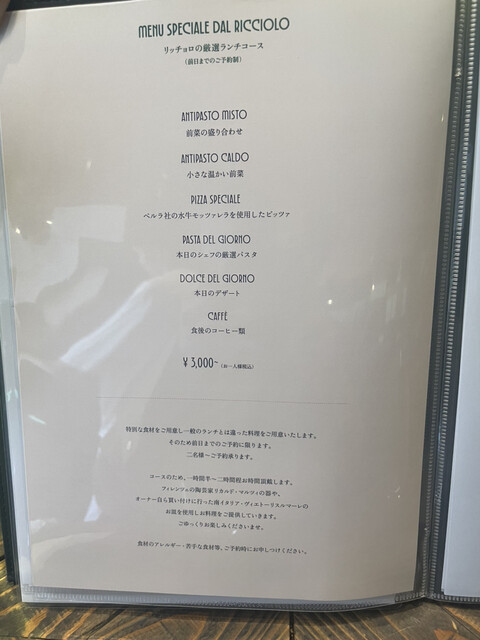 MENU SPECIALE DAL RICCIOLO
リッチョロの厳選ランチコース
(前日までのご予約制)
ANTIPASTO MISTO
前菜の盛り合わせ
ANTIPASTO CALDO
小さな温かい前菜
PIZZA SPECIALE
ベルラ社の水牛モッツァレラを使用したピッツァ
PASTA DEL GIORNO
本日のシェフの厳選パスタ
DOLCE DEL GIORNO
本日のデザート
CAFFÈ
食後のコーヒー類
¥3,000~ (お一人様税込)
特別な食材をご用意し一般のランチとは違った料理をご用意いたします。
そのため前日までのご予約に限ります。
二名様〜ご予約承ります。
コースのため、一時間半〜二時間程お時間頂戴します。
フィレンツェの陶芸家リカルド・マルツィの器や、
オーナー自ら買い付けに行った南イタリア・ヴィエトーリスルマーレの
お皿を使用しお料理をご提供していきます。
ごゆっくりお楽しみくださいませ。
食材のアレルギー・苦手な食材等、ご予約時にお申しつけください。